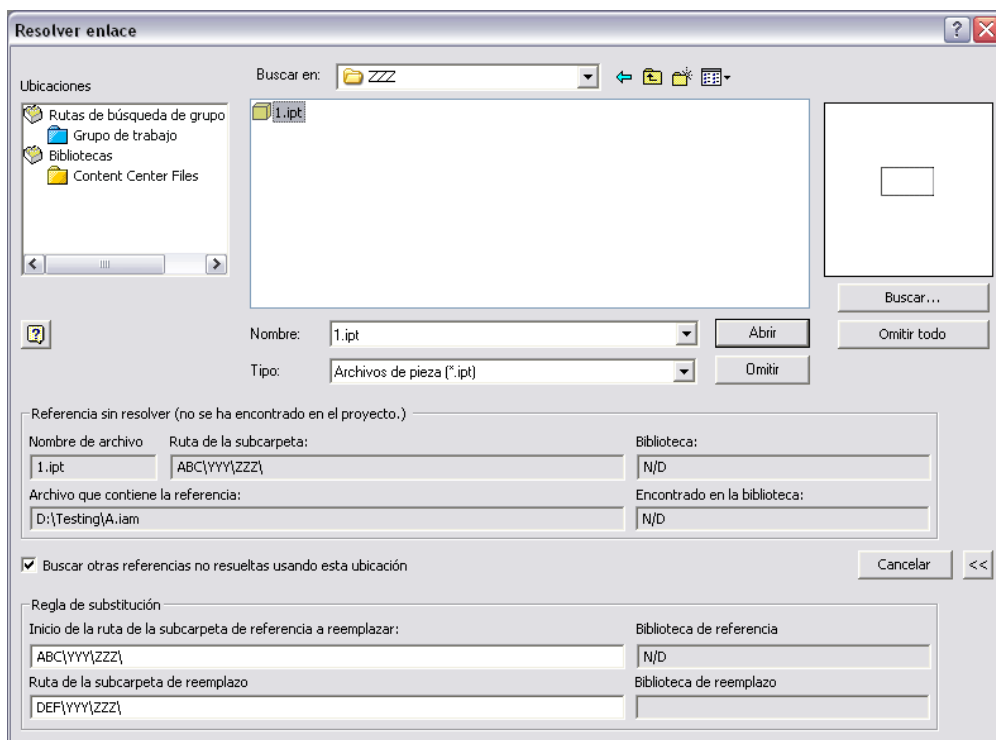 Resolver enlace
Ubicaciones
Buscar en:
ZZZ
Rutas de búsqueda de grupo
Grupo de trabajo
Bibliotecas
Content Center Files
1.ipt
Buscar...
Nombre:
1.ipt
Abrir
Omitir todo
Tipo:
Archivos de pieza (*.ipt)
Omitir
Referencia sin resolver (no se ha encontrado en el proyecto.)
Nombre de archivo
Ruta de la subcarpeta:
Biblioteca:
1.ipt
ABC\YYY\ZZZ\
N/D
Archivo que contiene la referencia:
Encontrado en la biblioteca:
D:\Testing\A.iam
N/D
Buscar otras referencias no resueltas usando esta ubicación
Cancelar
<<
Regla de substitución
Inicio de la ruta de la subcarpeta de referencia a reemplazar:
Biblioteca de referencia
ABC\YYY\ZZZ\
N/D
Ruta de la subcarpeta de reemplazo
Biblioteca de reemplazo
DEF\YYY\ZZZ\